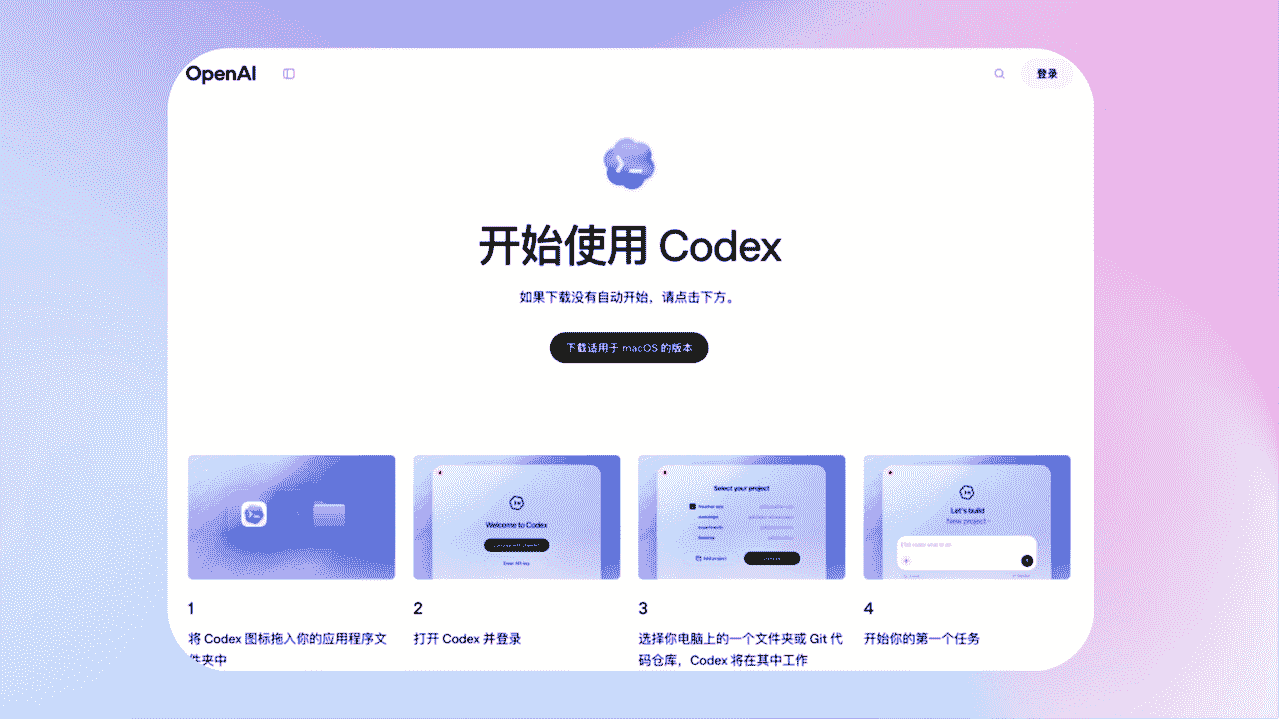 OpenAI
登录
开始使用 Codex
如果下载没有自动开始，请点击下方。
下载适用于 macOS 的版本
Welcome to Codex
Enter API key
Select your project
Add project
Let's build
New project
1
2
3
4
将 Codex 图标拖入你的应用程序文
件夹中
打开 Codex 并登录
选择你电脑上的一个文件夹或 Git 代
码仓库，Codex 将在其中工作
开始你的第一个任务